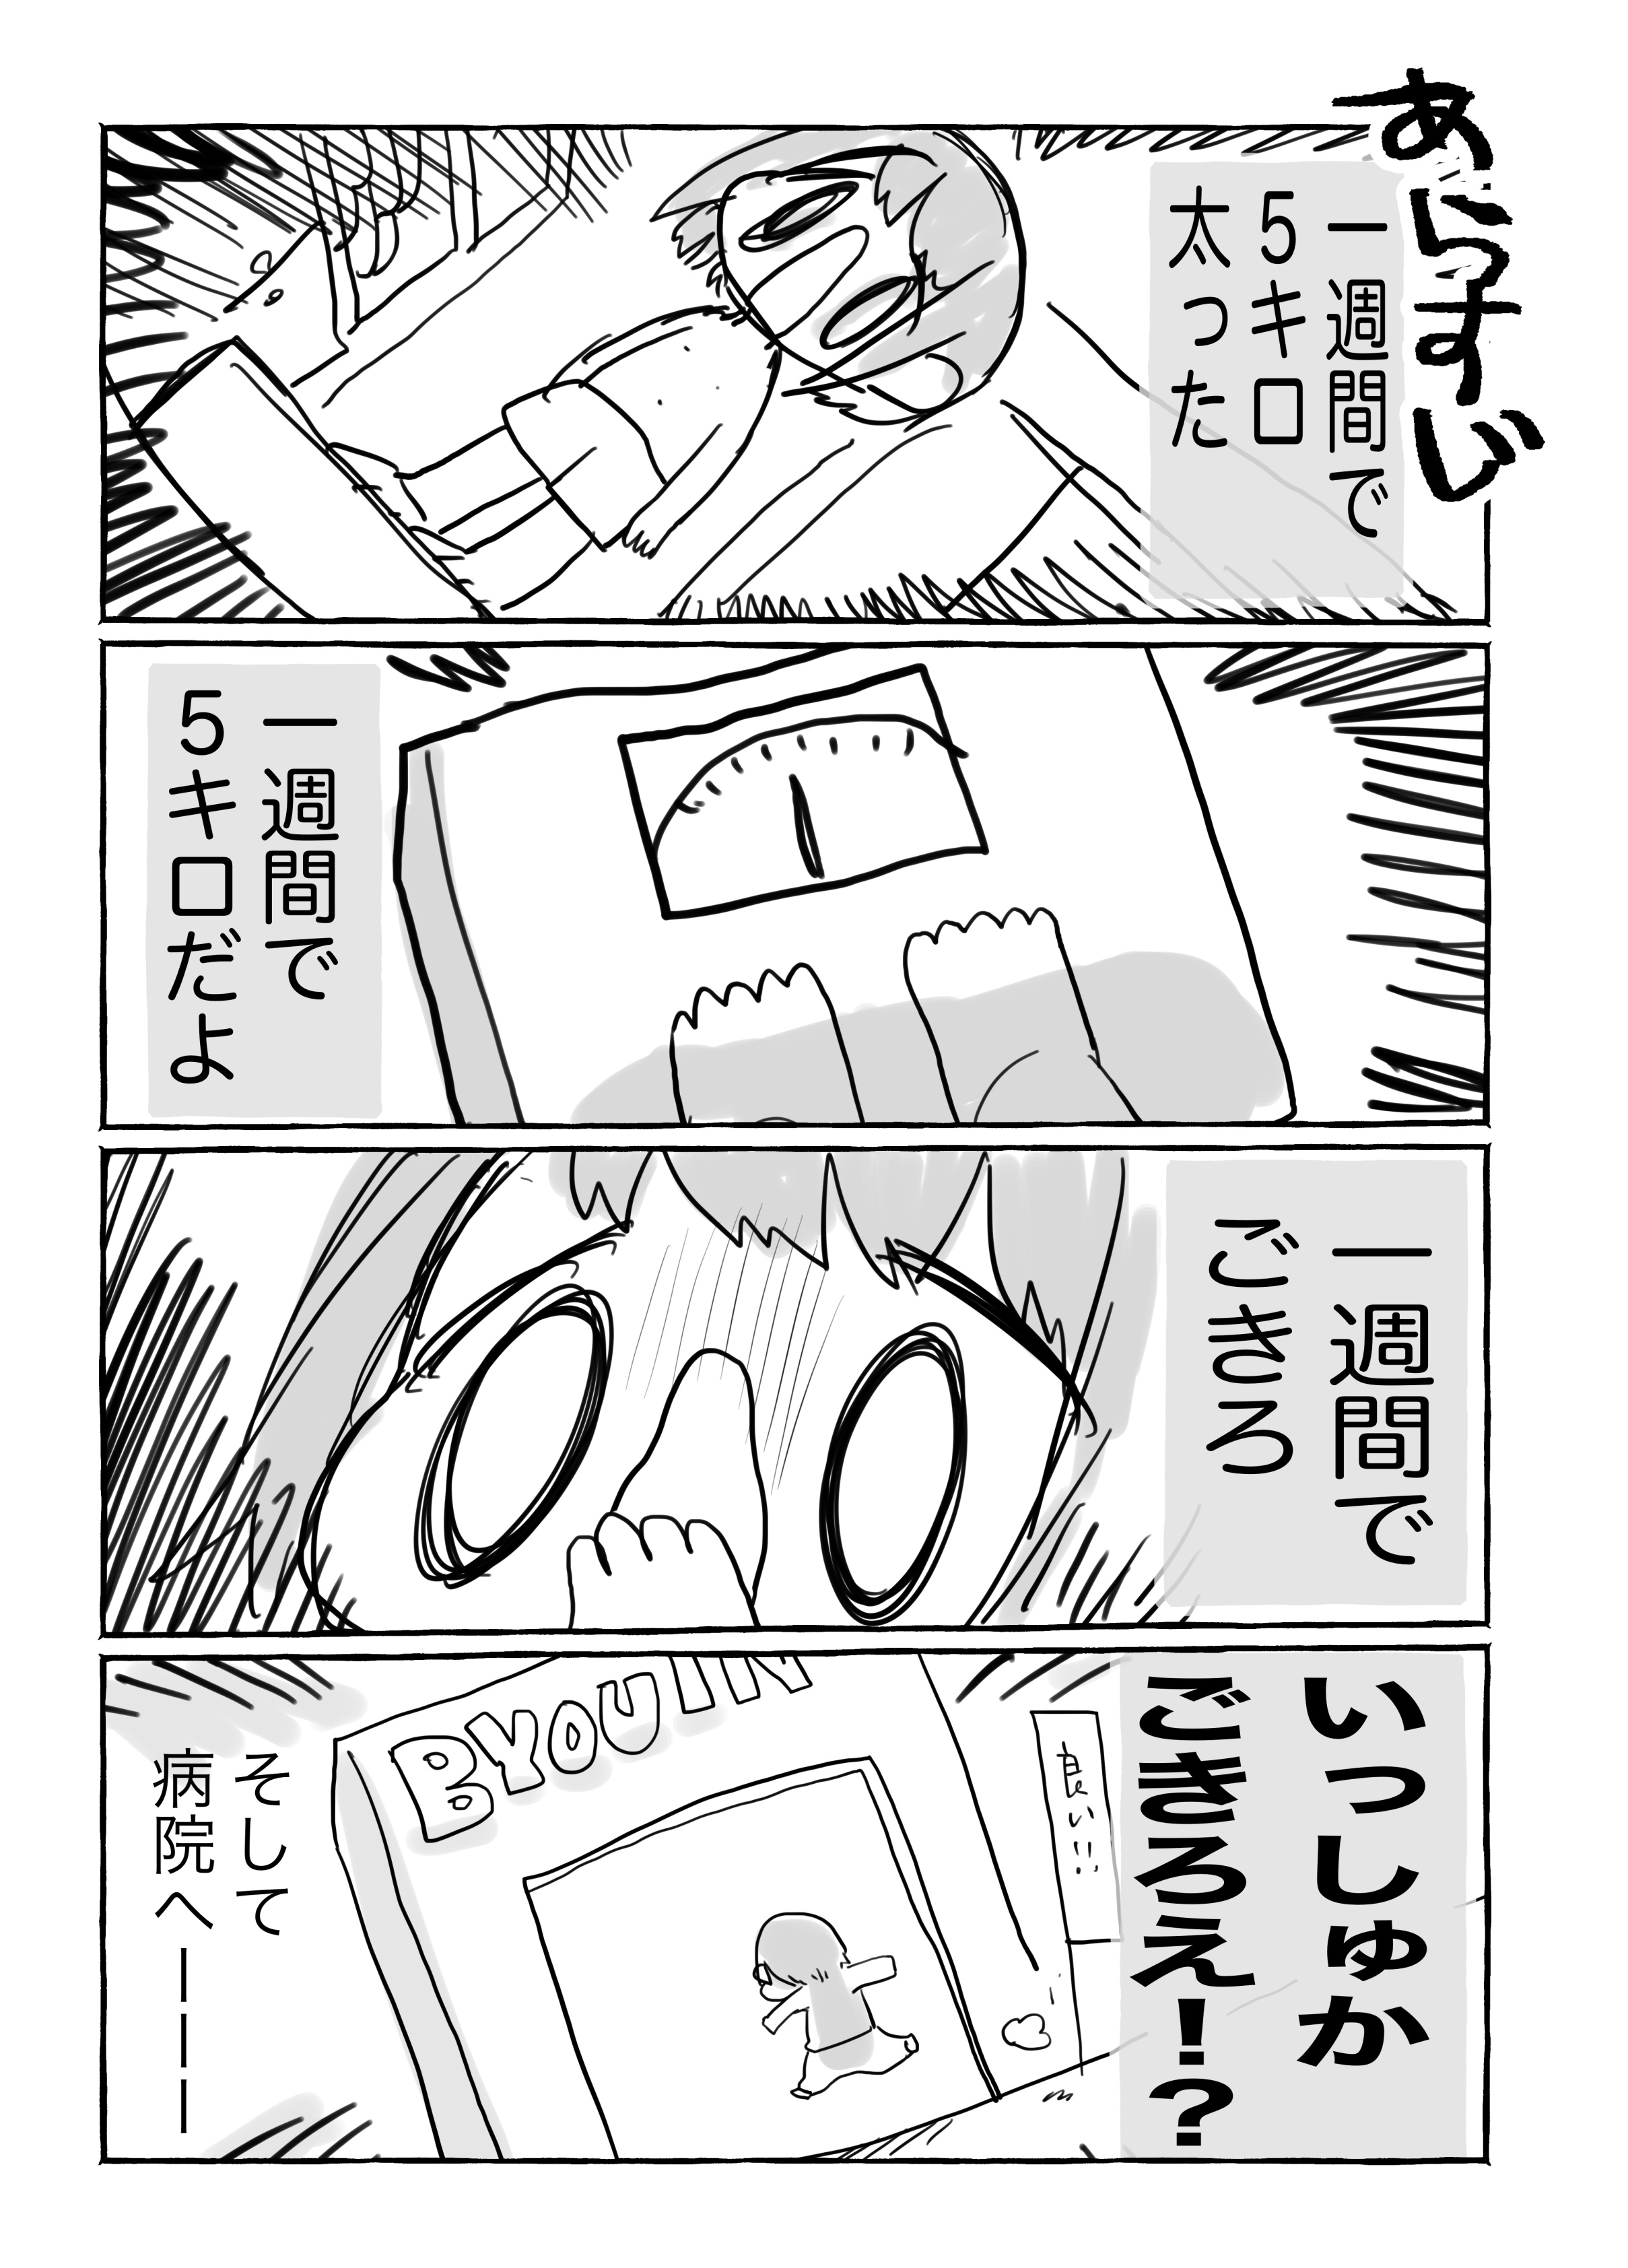 あらすじ
一週間で
5キロ
太った
一週間で
5キロだよ
一週間で
ごきろ
いっしゅか
ごきろえ!?
良い!!
BYOUIN
そして
病院へーーー